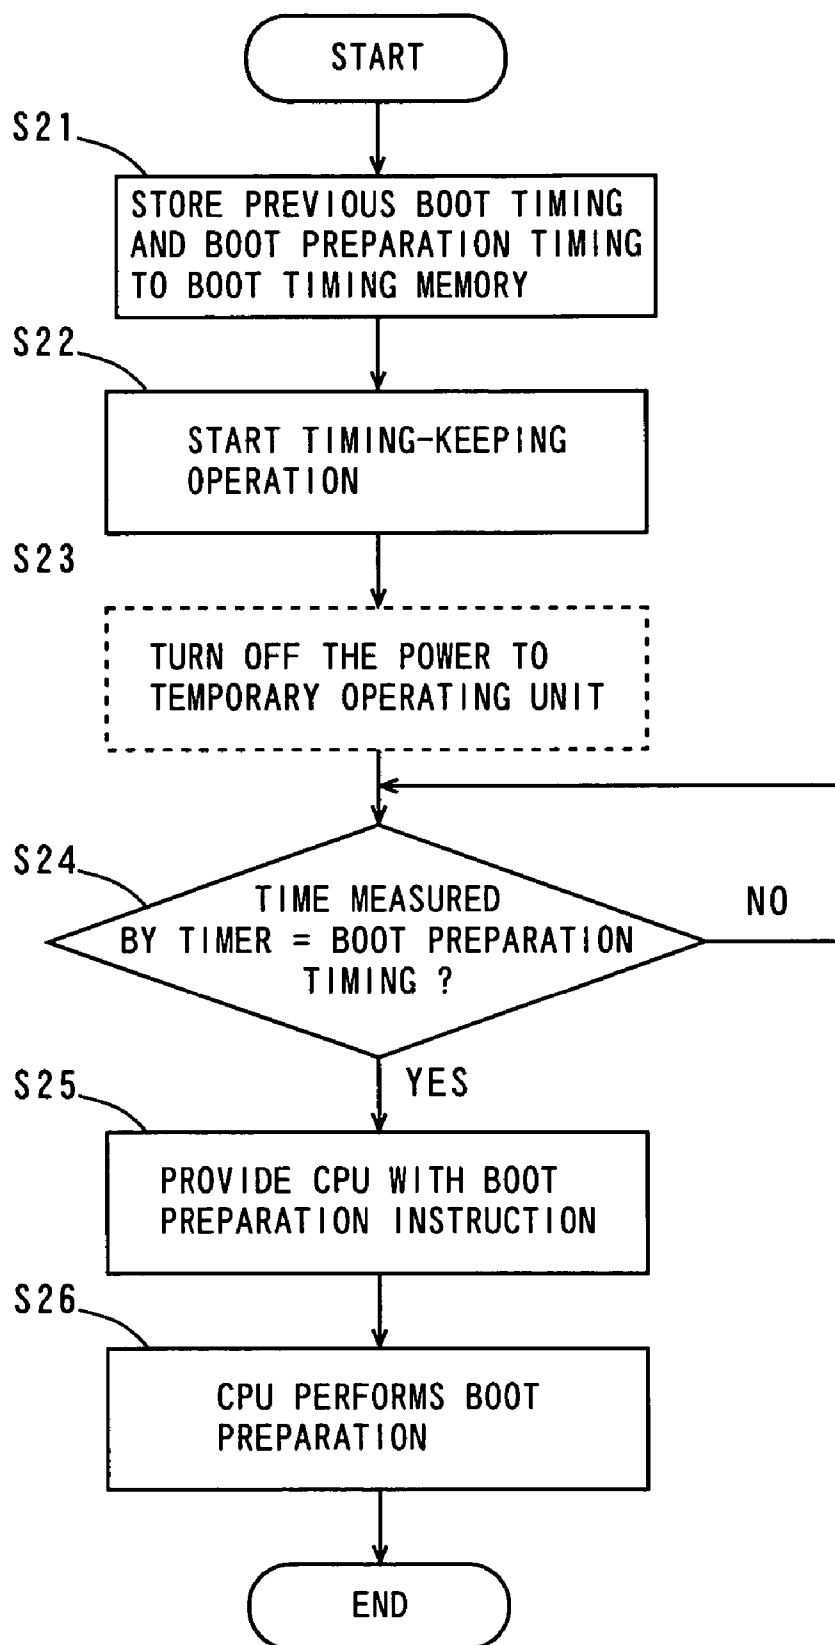 START
S21
STORE PREVIOUS BOOT TIMING
AND BOOT PREPARATION TIMING
TO BOOT TIMING MEMORY
S22
START TIMING-KEEPING
OPERATION
S23
TURN OFF THE POWER TO
TEMPORARY OPERATING UNIT
S24
TIME MEASURED
BY TIMER = BOOT PREPARATION
TIMING ?
NO
YES
S25
PROVIDE CPU WITH BOOT
PREPARATION INSTRUCTION
S26
CPU PERFORMS BOOT
PREPARATION
END